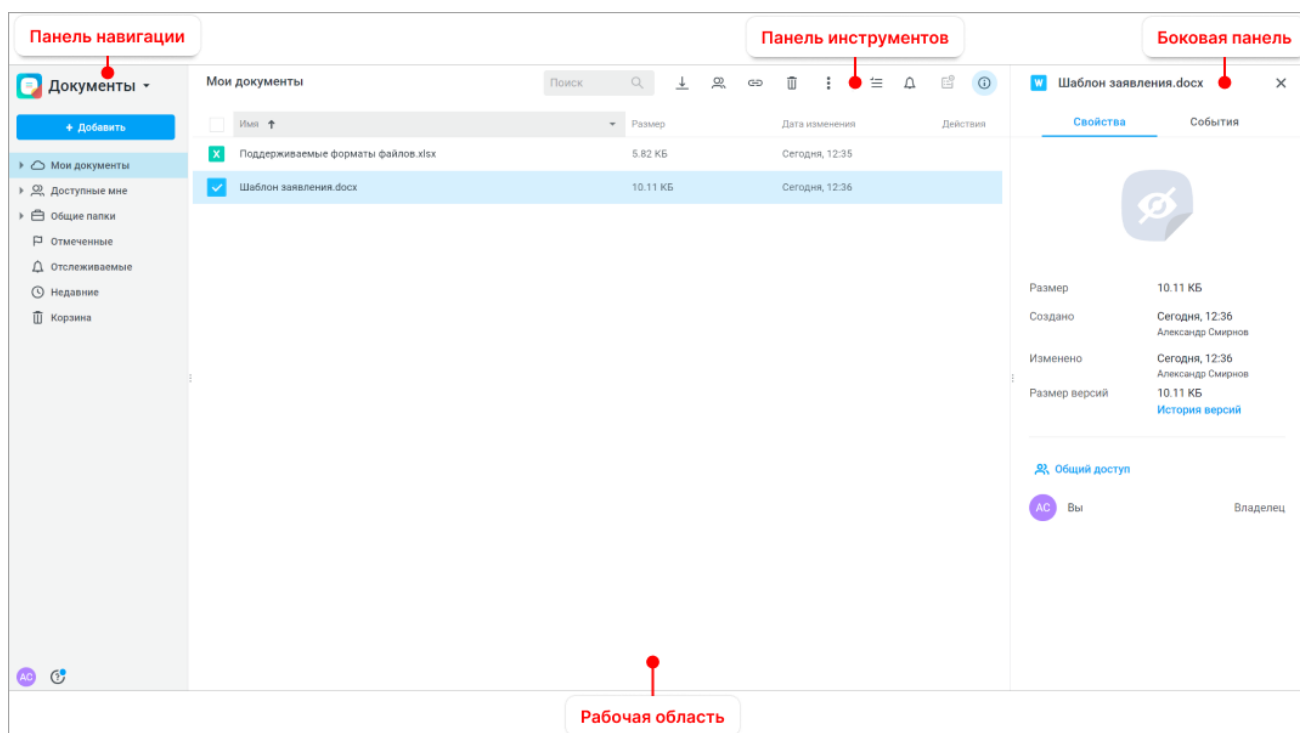 Панель навигации
Панель инструментов
Боковая панель
Документы
Мои документы
Поиск
Шаблон заявления.docx
+ Добавить
Имя
Размер
Дата изменения
Действия
Свойства
События
Поддерживаемые форматы файлов.xlsx
5.82 КБ
Сегодня, 12:35
Шаблон заявления.docx
10.11 КБ
Сегодня, 12:36
Мои документы
Доступные мне
Общие папки
Отмеченные
Отслеживаемые
Недавние
Корзина
Размер
10.11 КБ
Создано
Сегодня, 12:36
Александр Смирнов
Изменено
Сегодня, 12:36
Александр Смирнов
Размер версий
10.11 КБ
История версий
Общий доступ
АС
Вы
Владелец
АС
Рабочая область